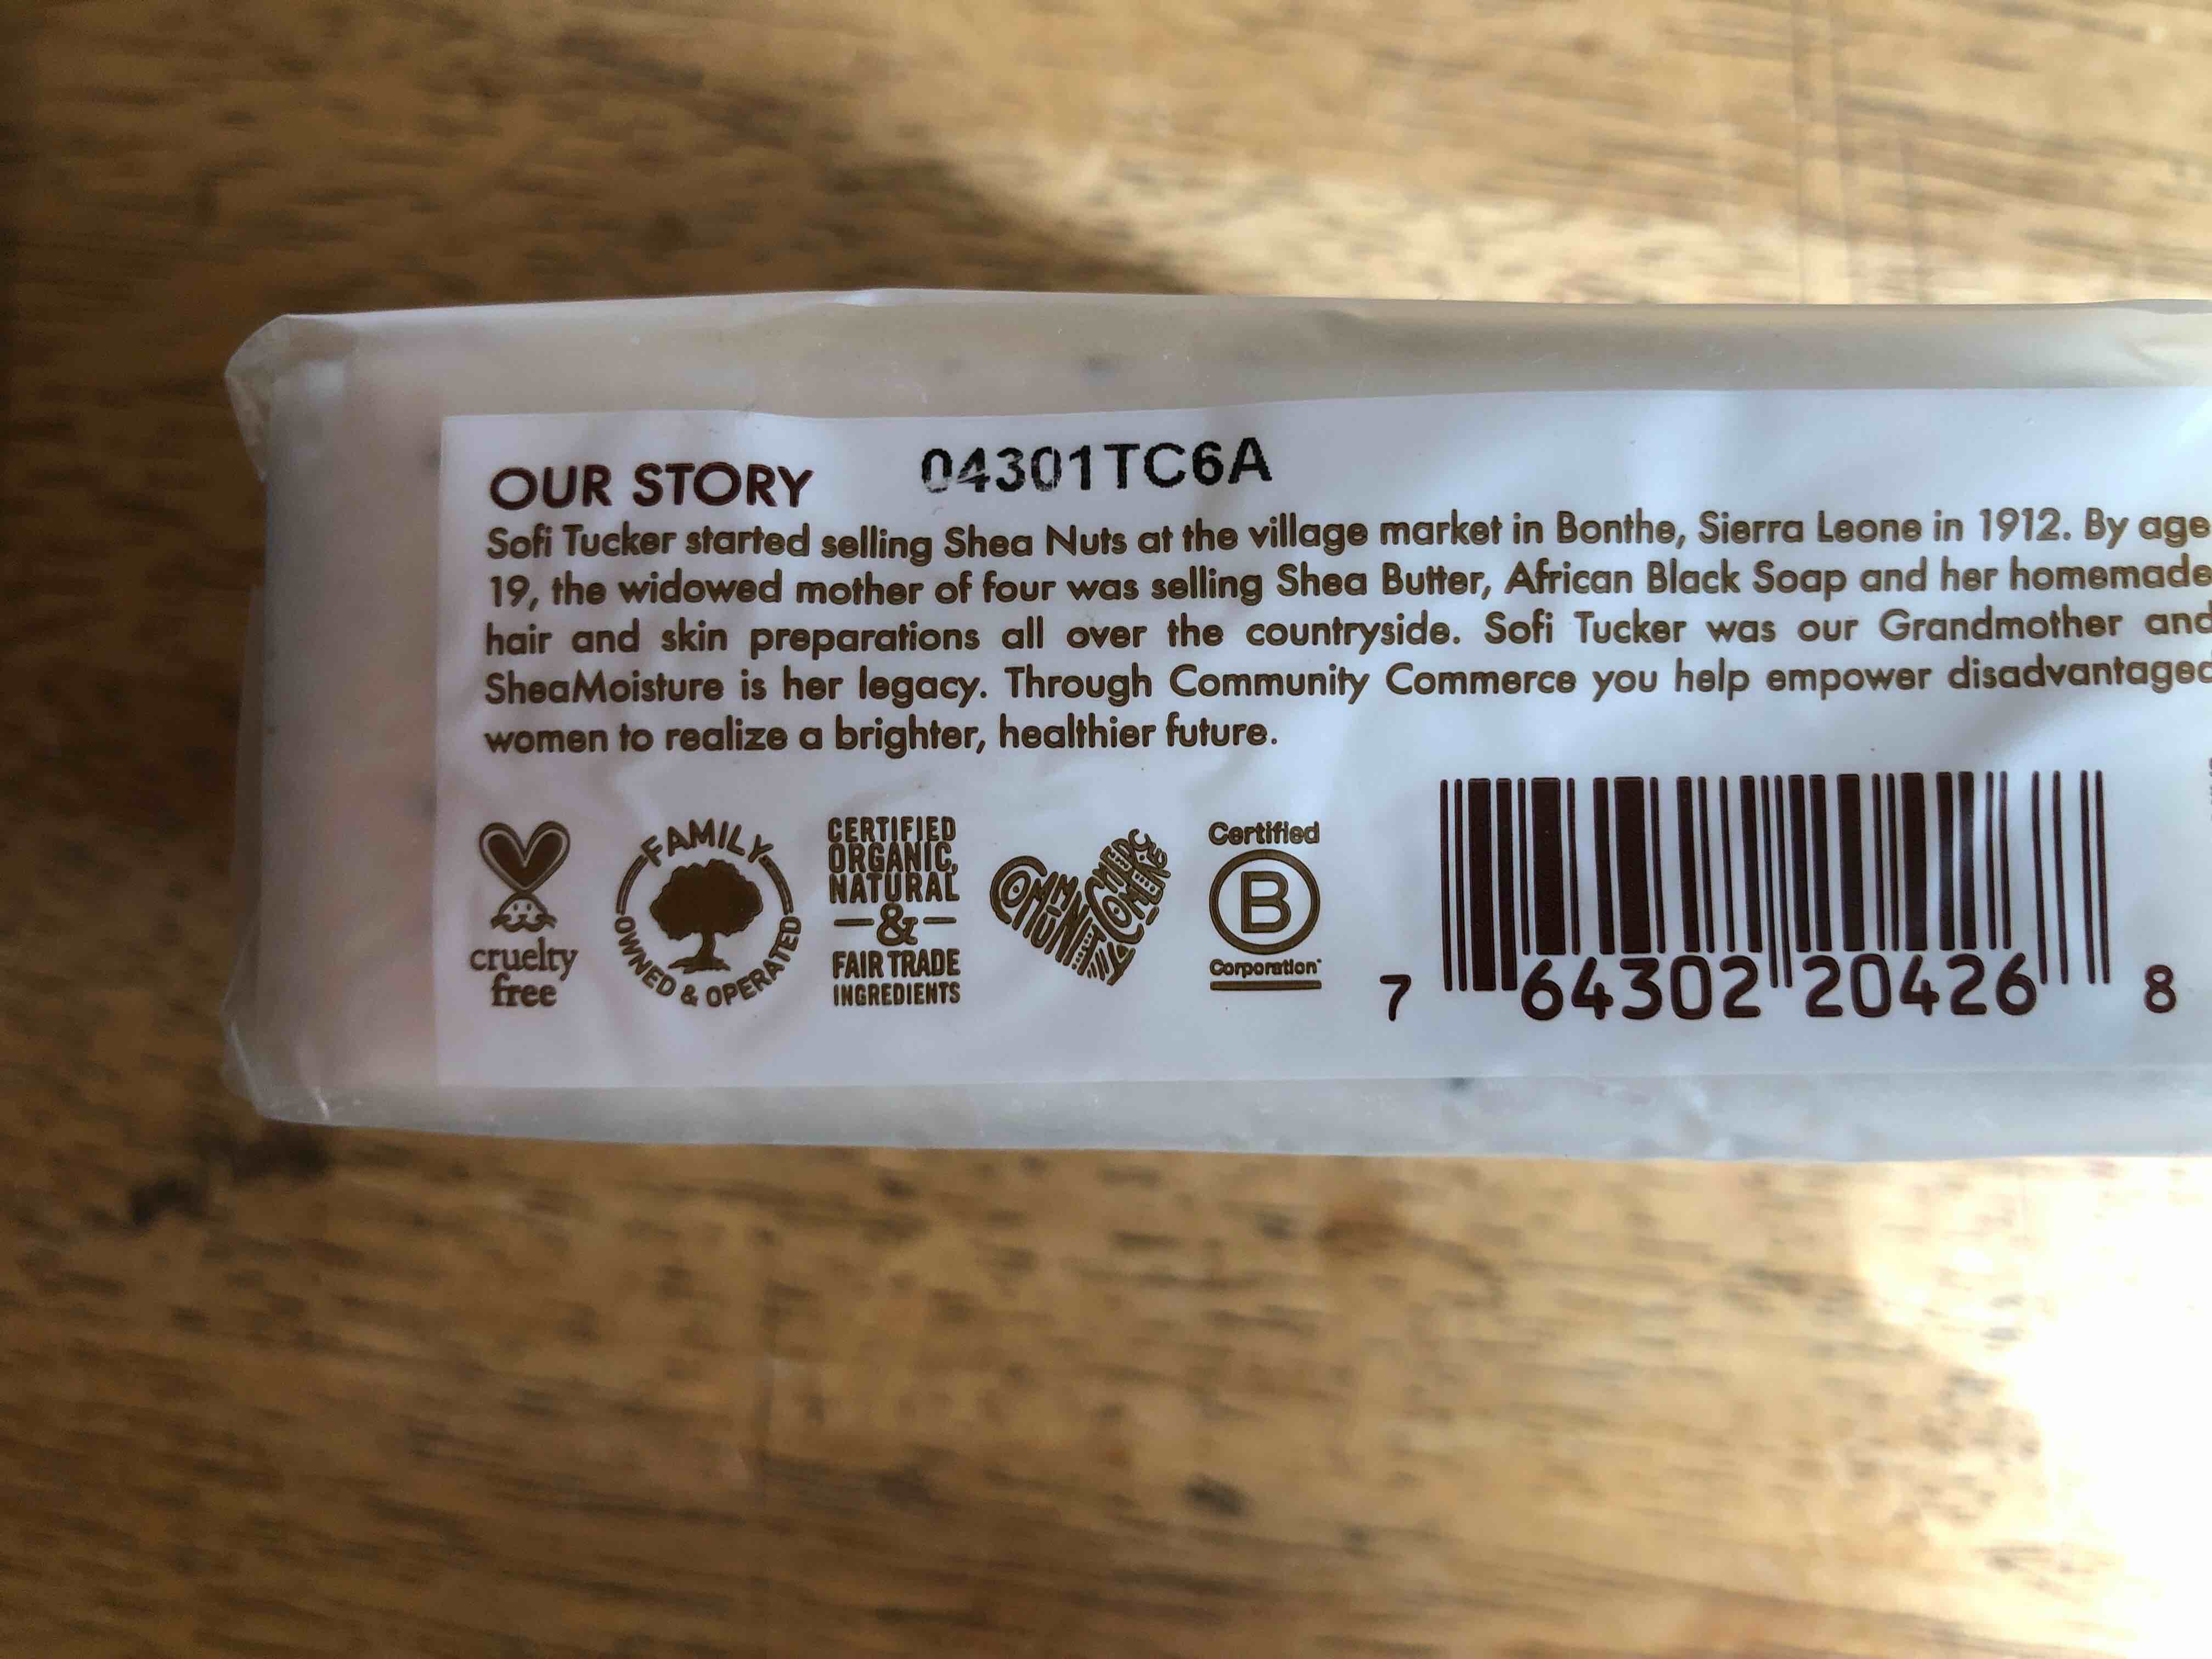 OUR STORY 04301TC6A
Sofi Tucker started selling Shea Nuts at the village market in Bonthe, Sierra Leone in 1912. By age
19, the widowed mother of four was selling Shea Butter, African Black Soap and her homemade
hair and skin preparations all over the countryside. Sofi Tucker was our Grandmother and
SheaMoisture is her legacy. Through Community Commerce you help empower disadvantaged
women to realize a brighter, healthier future.
cruelty
free
FAMILY
OWNED & OPERATED
CERTIFIED
ORGANIC,
NATURAL
&
FAIR TRADE
INGREDIENTS
COMMUNITY
COMMERCE
Certified
B
Corporation
7 64302 20426 8